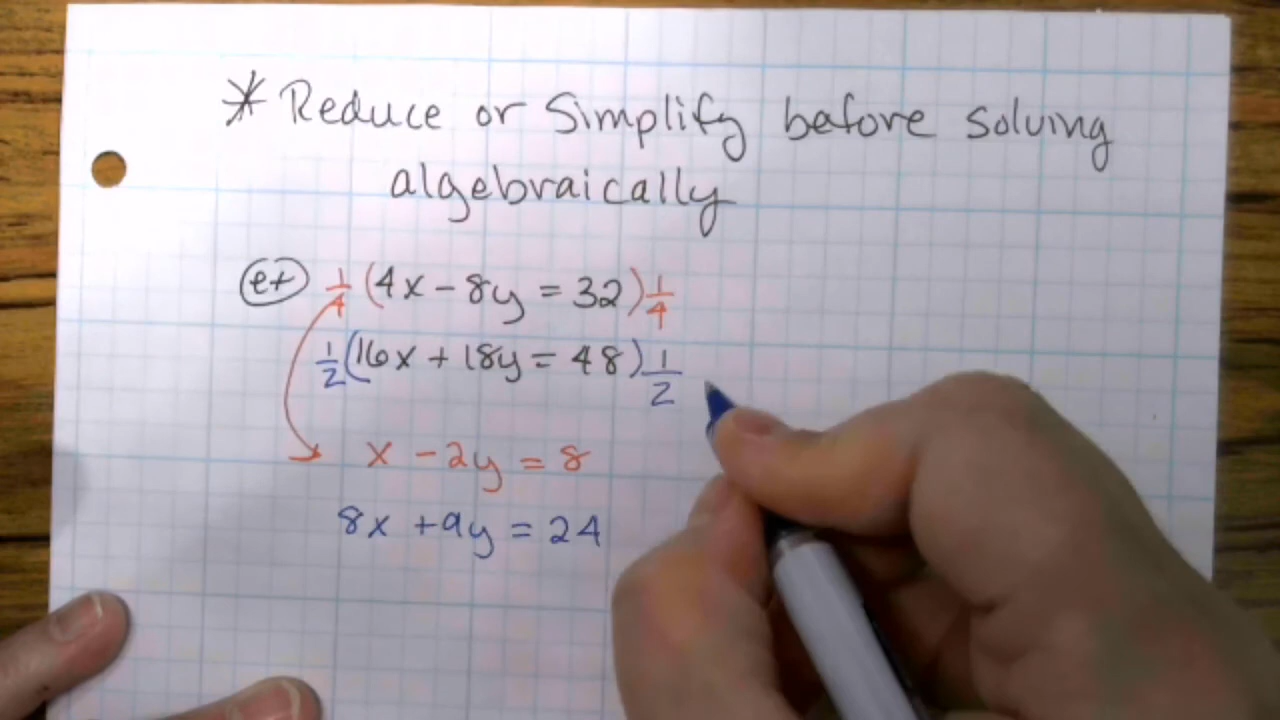 * Reduce or Simplify before solving
algebraically
ex 1/4 (4x - 8y = 32) 1/4
1/2 (16x + 18y = 48) 1/2
x - 2y = 8
8x + 9y = 24